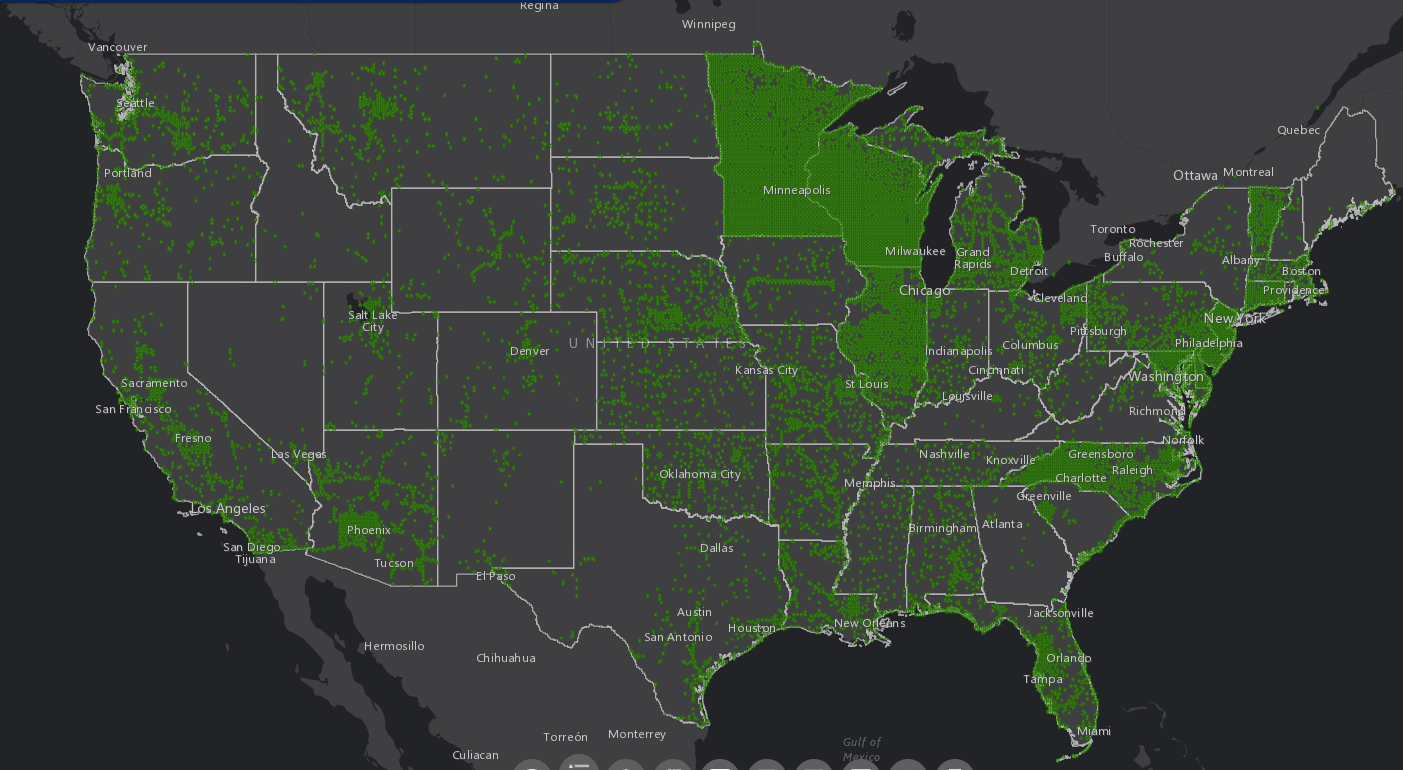 Regina
Winnipeg
Vancouver
Seattle
Quebec
Portland
Ottawa
Montreal
Minneapolis
Toronto
Rochester
Buffalo
Milwaukee
Grand
Rapids
Detroit
Albany
Boston
Chicago
Cleveland
Providence
Salt Lake
City
New York
Pittsburgh
Philadelphia
UNITED STATES
Denver
Indianapolis
Columbus
Kansas City
Cincinnati
Washington
Sacramento
St Louis
Louisville
San Francisco
Richmond
Fresno
Norfolk
Las Vegas
Nashville
Knoxville
Greensboro
Raleigh
Oklahoma City
Charlotte
Memphis
Greenville
Los Angeles
Phoenix
Birmingham
Atlanta
San Diego
Tijuana
Dallas
Tucson
El Paso
Austin
Jacksonville
Houston
New Orleans
San Antonio
Hermosillo
Chihuahua
Orlando
Tampa
Torreón
Monterrey
Miami
Gulf of
Mexico
Culiacan